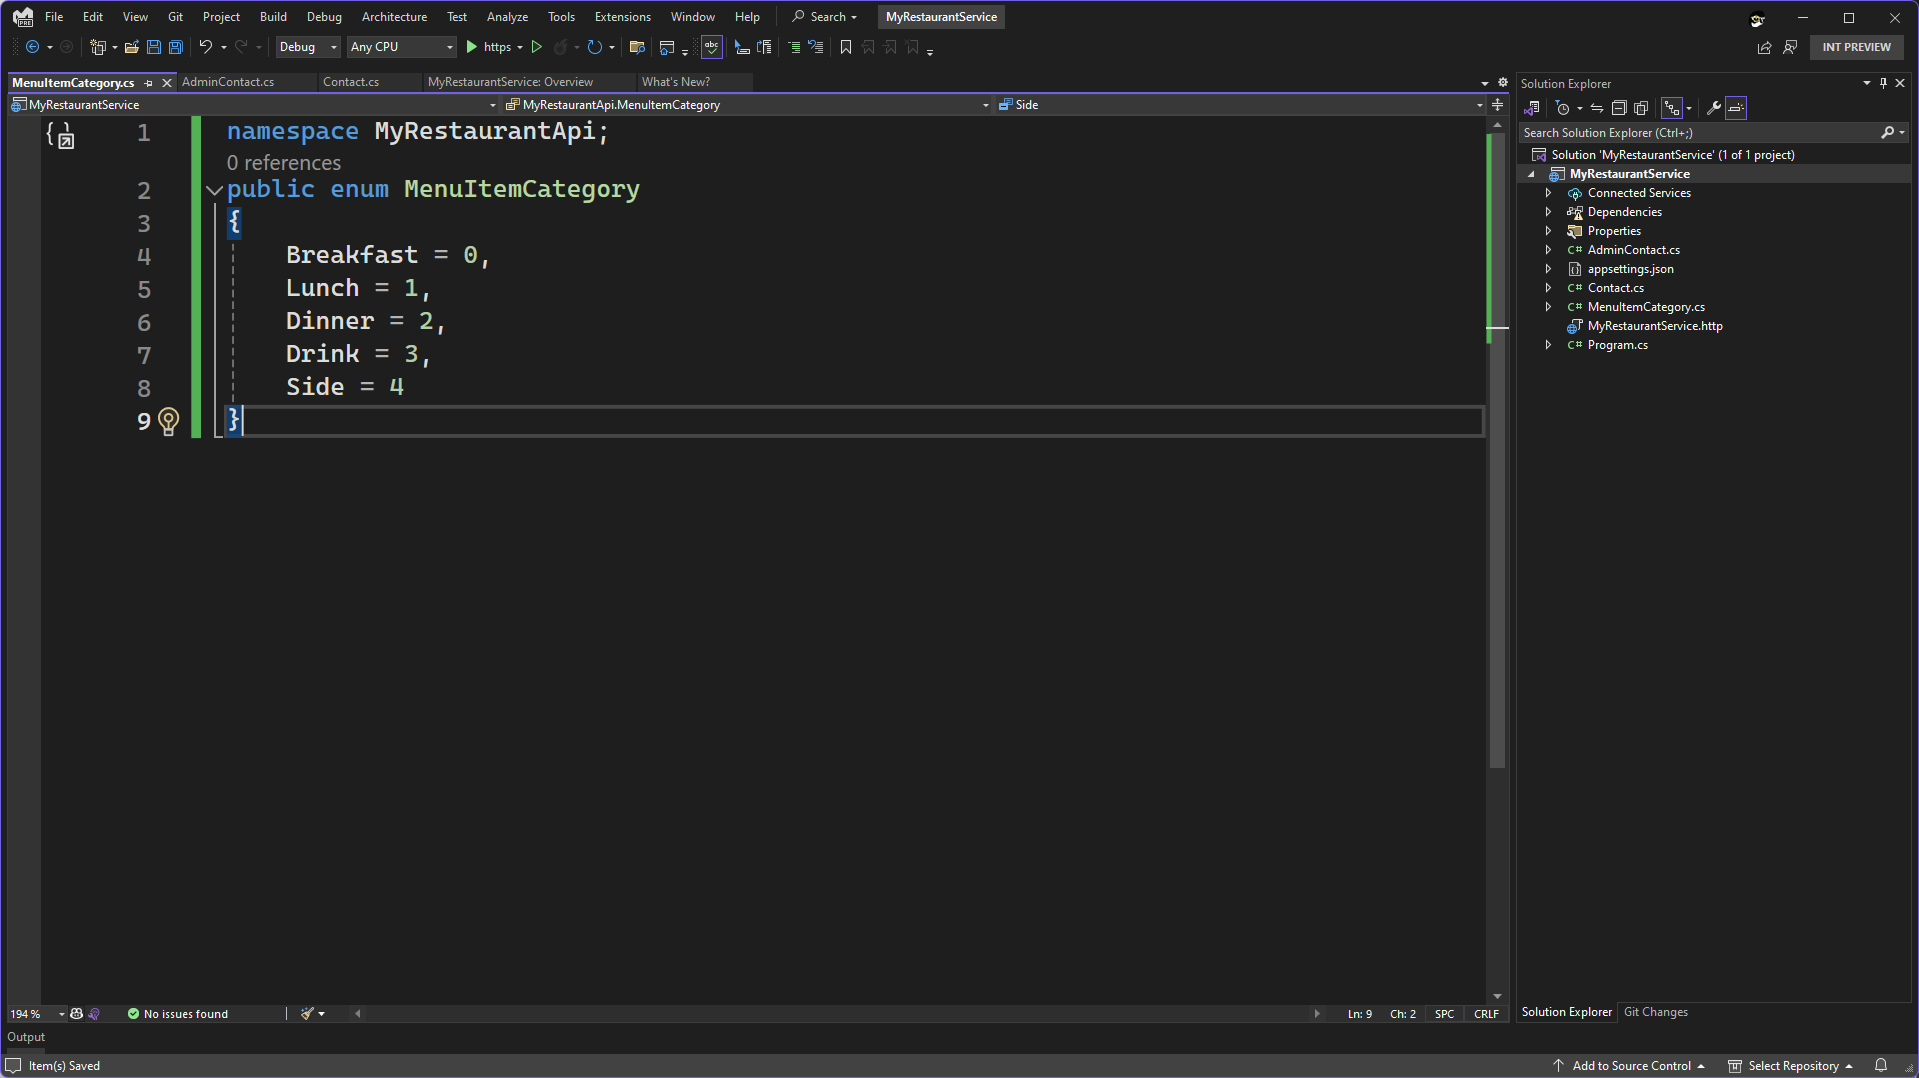 File Edit View Git Project Build Debug Architecture Test Analyze Tools Extensions Window Help Search MyRestaurantService
Debug Any CPU https INT PREVIEW
MenuItemCategory.cs AdminContact.cs Contact.cs MyRestaurantService: Overview What's New?
MyRestaurantService MyRestaurantApi.MenuItemCategory Side
1 namespace MyRestaurantApi;
0 references
2 public enum MenuItemCategory
3 {
4 Breakfast = 0,
5 Lunch = 1,
6 Dinner = 2,
7 Drink = 3,
8 Side = 4
9 }
194 % No issues found Ln: 9 Ch: 2 SPC CRLF
Output
Solution Explorer
Search Solution Explorer (Ctrl+;)
Solution 'MyRestaurantService' (1 of 1 project)
MyRestaurantService
Connected Services
Dependencies
Properties
C# AdminContact.cs
appsettings.json
C# Contact.cs
C# MenuItemCategory.cs
MyRestaurantService.http
C# Program.cs
Solution Explorer Git Changes
Item(s) Saved Add to Source Control Select Repository